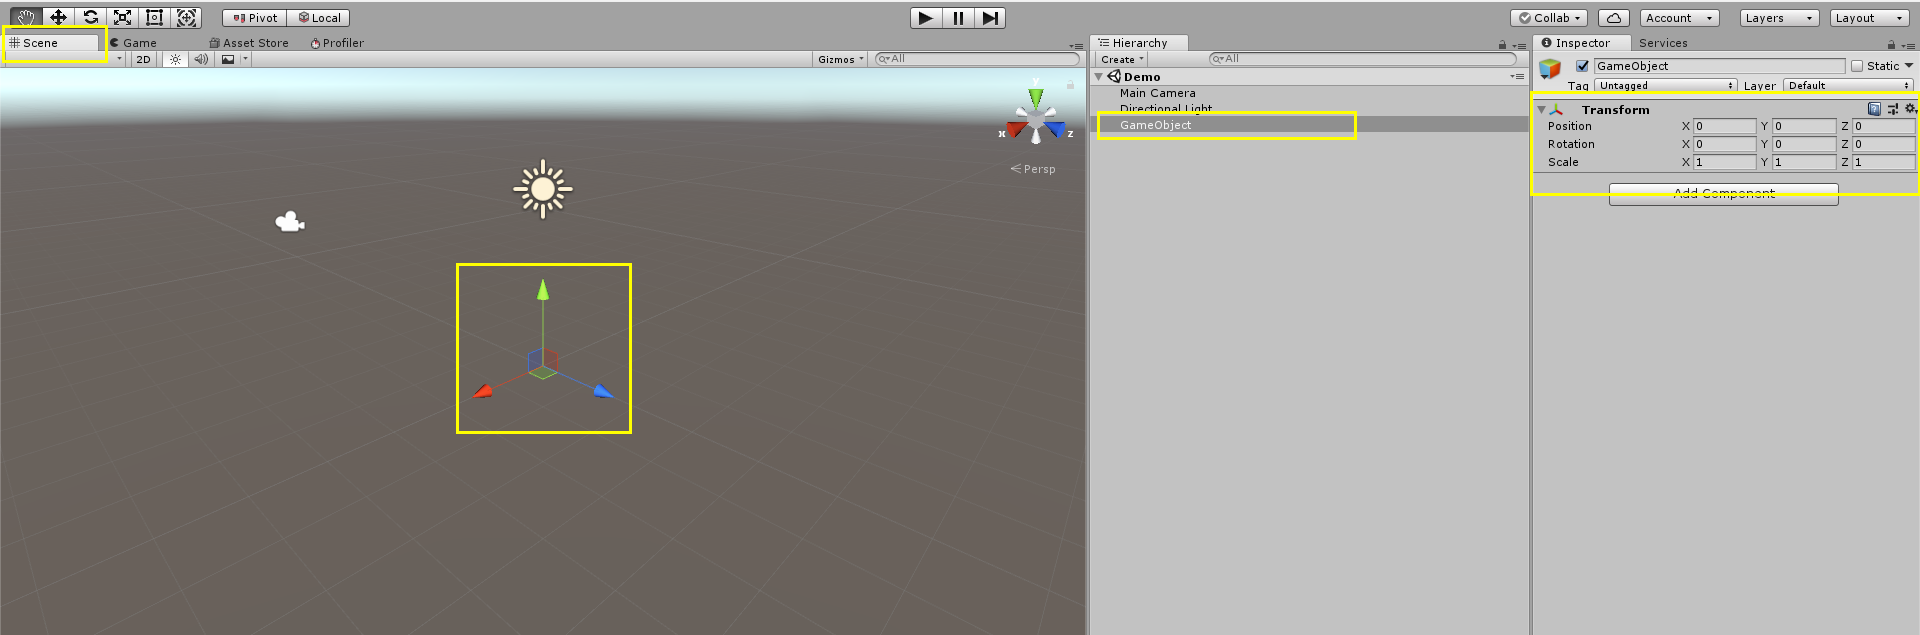 Pivot Local Collab Account Layers Layout
Scene Game Asset Store Profiler Hierarchy Inspector Services
2D Gizmos All Create All GameObject Static
Tag Untagged Layer Default
Demo
Main Camera
Directional Light
GameObject
Transform
Position X 0 Y 0 Z 0
Rotation X 0 Y 0 Z 0
Scale X 1 Y 1 Z 1
Add Component
y
x z
Persp